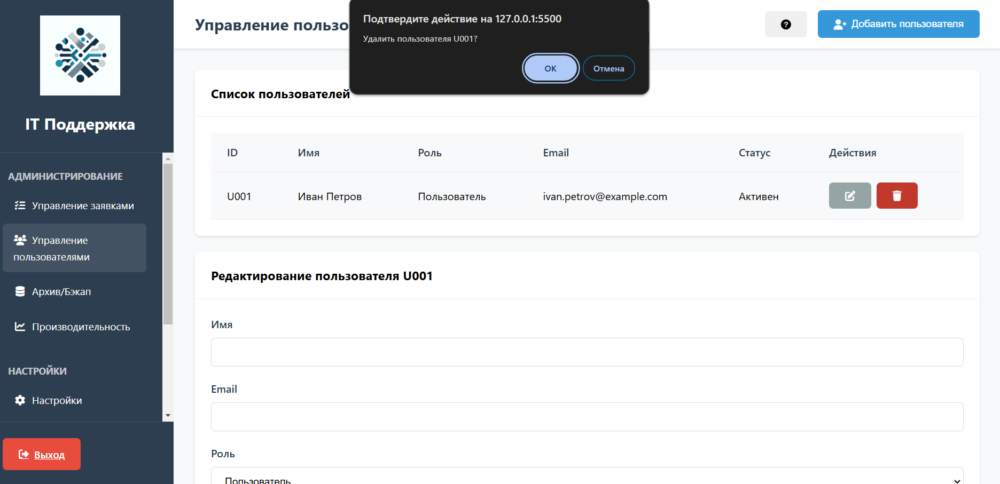 IT Поддержка
АДМИНИСТРИРОВАНИЕ
Управление заявками
Управление
пользователями
Архив/Бэкап
Производительность
НАСТРОЙКИ
Настройки
Выход
Управление пользо
Подтвердите действие на 127.0.0.1:5500
Удалить пользователя U001?
ОК
Отмена
?
Добавить пользователя
Список пользователей
ID Имя Роль Email Статус Действия
U001 Иван Петров Пользователь ivan.petrov@example.com Активен
Редактирование пользователя U001
Имя
Email
Роль
Пользователь